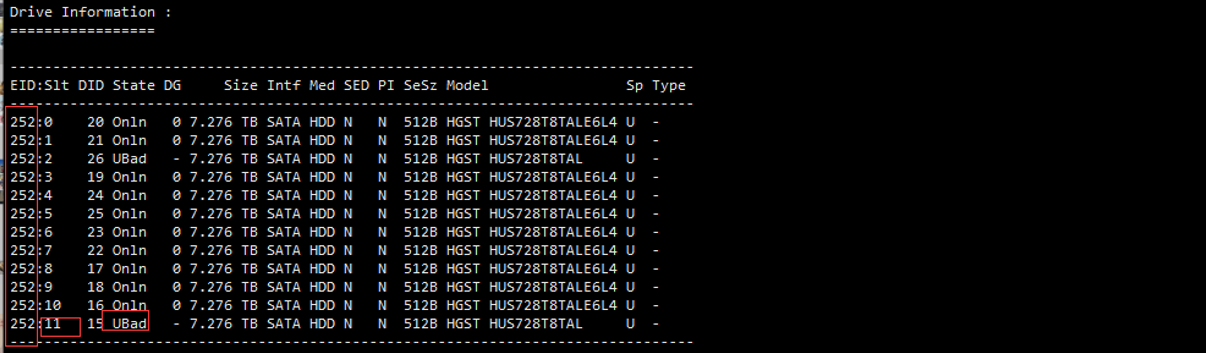 Drive Information :
=================
--------------------------------------------------------------------------------
EID:Slt DID State DG     Size Intf Med SED PI SeSz Model                Sp Type
--------------------------------------------------------------------------------
252:0    20 Onln   0 7.276 TB SATA HDD N   N  512B HGST HUS728T8TALE6L4 U  -
252:1    21 Onln   0 7.276 TB SATA HDD N   N  512B HGST HUS728T8TALE6L4 U  -
252:2    26 UBad   - 7.276 TB SATA HDD N   N  512B HGST HUS728T8TAL     U  -
252:3    19 Onln   0 7.276 TB SATA HDD N   N  512B HGST HUS728T8TALE6L4 U  -
252:4    24 Onln   0 7.276 TB SATA HDD N   N  512B HGST HUS728T8TALE6L4 U  -
252:5    25 Onln   0 7.276 TB SATA HDD N   N  512B HGST HUS728T8TALE6L4 U  -
252:6    23 Onln   0 7.276 TB SATA HDD N   N  512B HGST HUS728T8TALE6L4 U  -
252:7    22 Onln   0 7.276 TB SATA HDD N   N  512B HGST HUS728T8TALE6L4 U  -
252:8    17 Onln   0 7.276 TB SATA HDD N   N  512B HGST HUS728T8TALE6L4 U  -
252:9    18 Onln   0 7.276 TB SATA HDD N   N  512B HGST HUS728T8TALE6L4 U  -
252:10   16 Onln   0 7.276 TB SATA HDD N   N  512B HGST HUS728T8TALE6L4 U  -
252:11   15 UBad   - 7.276 TB SATA HDD N   N  512B HGST HUS728T8TAL     U  -
--------------------------------------------------------------------------------